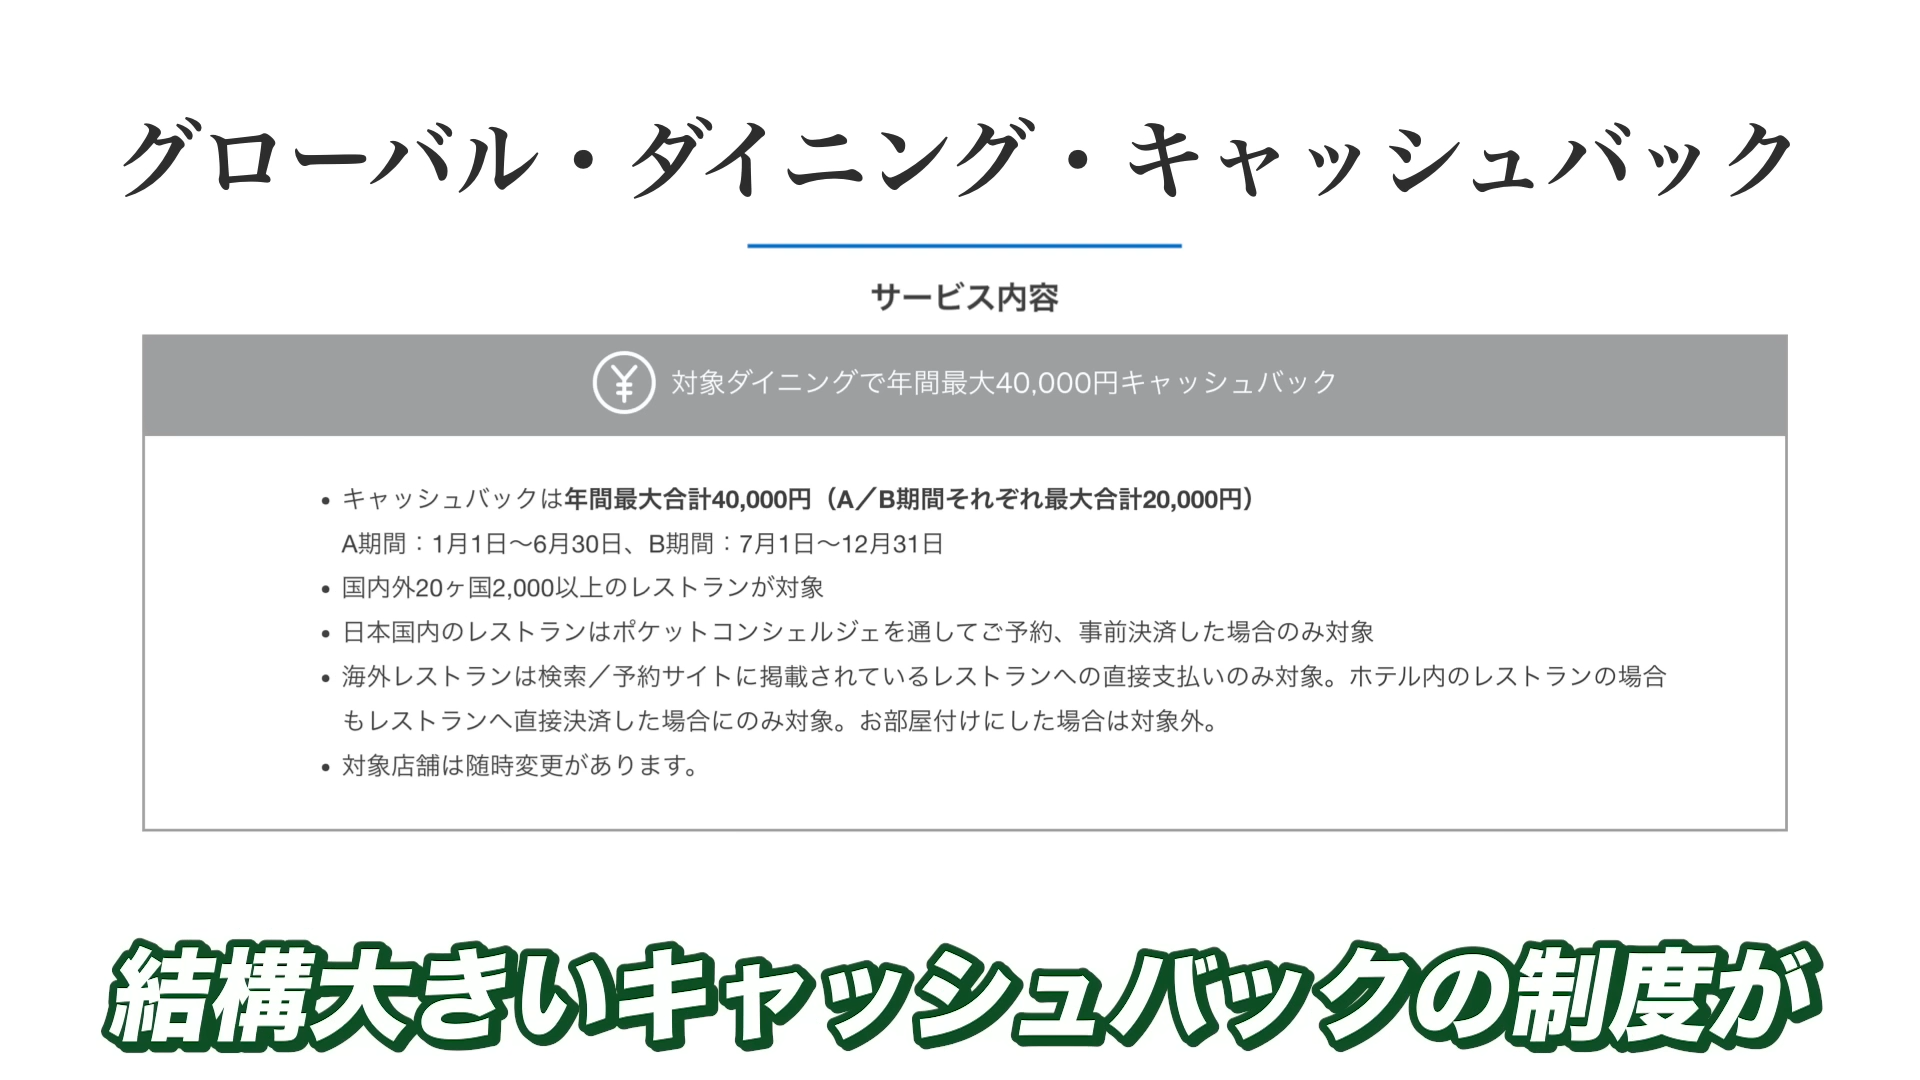 グローバル・ダイニング・キャッシュバック
サービス内容
¥ 対象ダイニングで年間最大40,000円キャッシュバック
• キャッシュバックは年間最大合計40,000円（A／B期間それぞれ最大合計20,000円）
A期間：1月1日〜6月30日、B期間：7月1日〜12月31日
• 国内外20ヶ国2,000以上のレストランが対象
• 日本国内のレストランはポケットコンシェルジェを通してご予約、事前決済した場合のみ対象
• 海外レストランは検索／予約サイトに掲載されているレストランへの直接支払いのみ対象。ホテル内のレストランの場合
もレストランへ直接決済した場合にのみ対象。お部屋付けにした場合は対象外。
• 対象店舗は随時変更があります。
結構大きいキャッシュバックの制度が